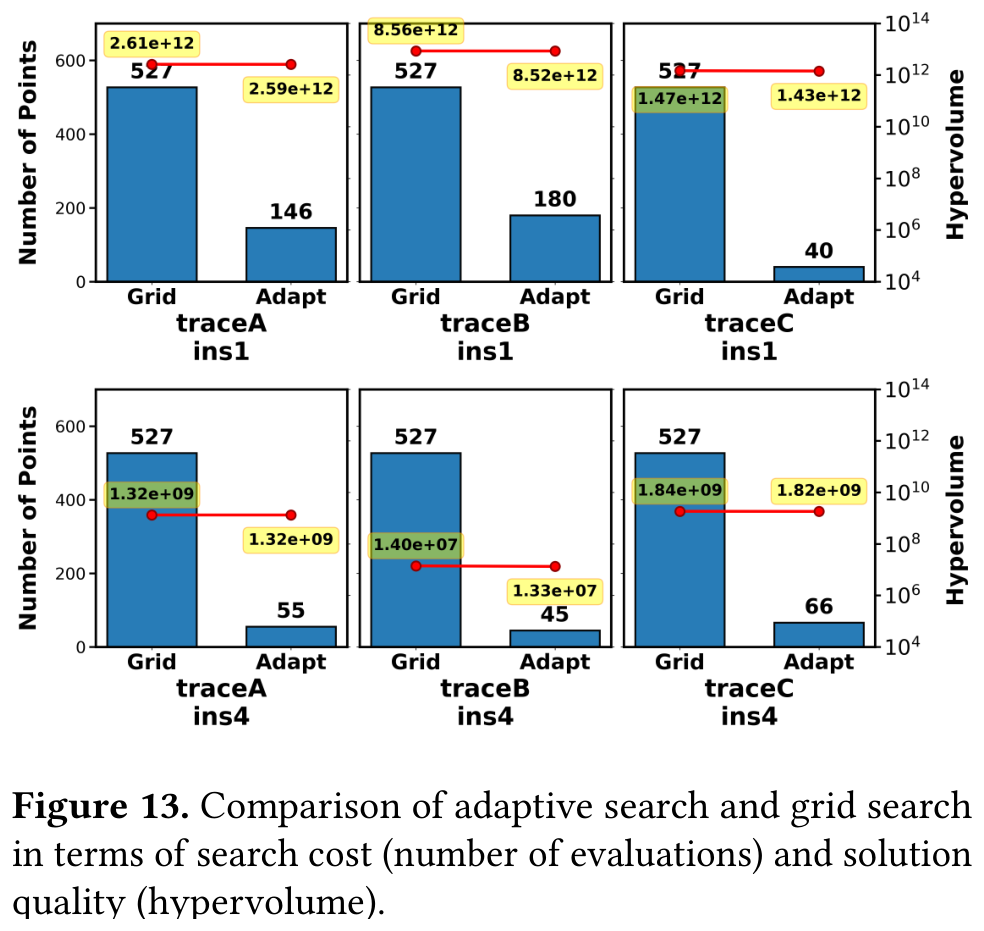 Number of Points
600
400
200
0
2.61e+12
527
2.59e+12
146
Grid Adapt
traceA
ins1
8.56e+12
527
8.52e+12
180
Grid Adapt
traceB
ins1
527
1.47e+12
1.43e+12
40
Grid Adapt
traceC
ins1
10^14
10^12
10^10
10^8
10^6
10^4
Hypervolume
Number of Points
600
400
200
0
527
1.32e+09
1.32e+09
55
Grid Adapt
traceA
ins4
527
1.40e+07
1.33e+07
45
Grid Adapt
traceB
ins4
527
1.84e+09
1.82e+09
66
Grid Adapt
traceC
ins4
10^14
10^12
10^10
10^8
10^6
10^4
Hypervolume
Figure 13. Comparison of adaptive search and grid search
in terms of search cost (number of evaluations) and solution
quality (hypervolume).